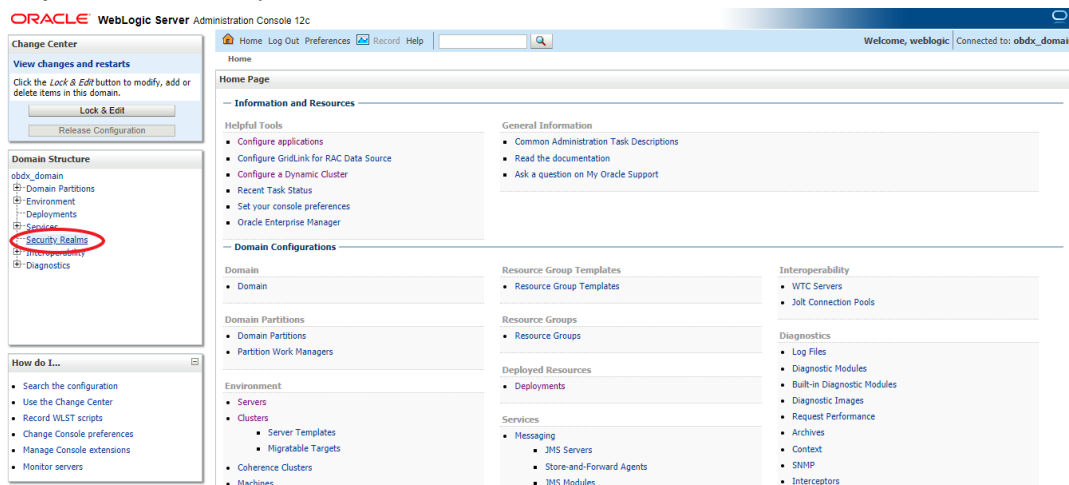 ORACLE WebLogic Server Administration Console 12c
Change Center
View changes and restarts
Click the Lock & Edit button to modify, add or
delete items in this domain.
Lock & Edit
Release Configuration
Domain Structure
obdx_domain
Domain Partitions
Environment
Deployments
Services
Security Realms
Interoperability
Diagnostics
How do I...
Search the configuration
Use the Change Center
Record WLST scripts
Change Console preferences
Manage Console extensions
Monitor servers
Home Log Out Preferences Record Help
Welcome, weblogic Connected to: obdx_domai
Home
Home Page
Information and Resources
Helpful Tools
Configure applications
Configure GridLink for RAC Data Source
Configure a Dynamic Cluster
Recent Task Status
Set your console preferences
Oracle Enterprise Manager
General Information
Common Administration Task Descriptions
Read the documentation
Ask a question on My Oracle Support
Domain Configurations
Domain
Domain
Domain Partitions
Domain Partitions
Partition Work Managers
Environment
Servers
Clusters
Server Templates
Migratable Targets
Coherence Clusters
Machines
Resource Group Templates
Resource Group Templates
Resource Groups
Resource Groups
Deployed Resources
Deployments
Services
Messaging
JMS Servers
Store-and-Forward Agents
JMS Modules
Interoperability
WTC Servers
Jolt Connection Pools
Diagnostics
Log Files
Diagnostic Modules
Built-in Diagnostic Modules
Diagnostic Images
Request Performance
Archives
Context
SNMP
Interceptors